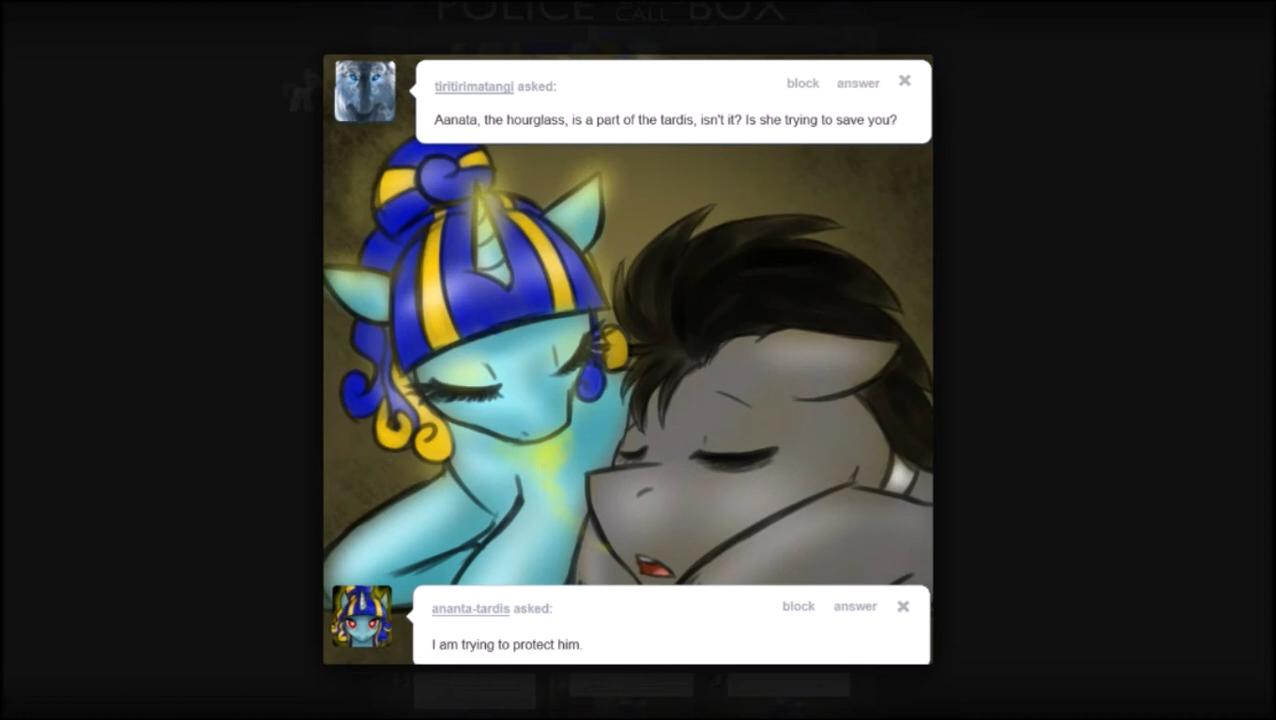 POLICE CALL BOX
tiritirimatangi asked:
block answer
Aanata, the hourglass, is a part of the tardis, isn't it? Is she trying to save you?
ananta-tardis asked:
block answer
I am trying to protect him.